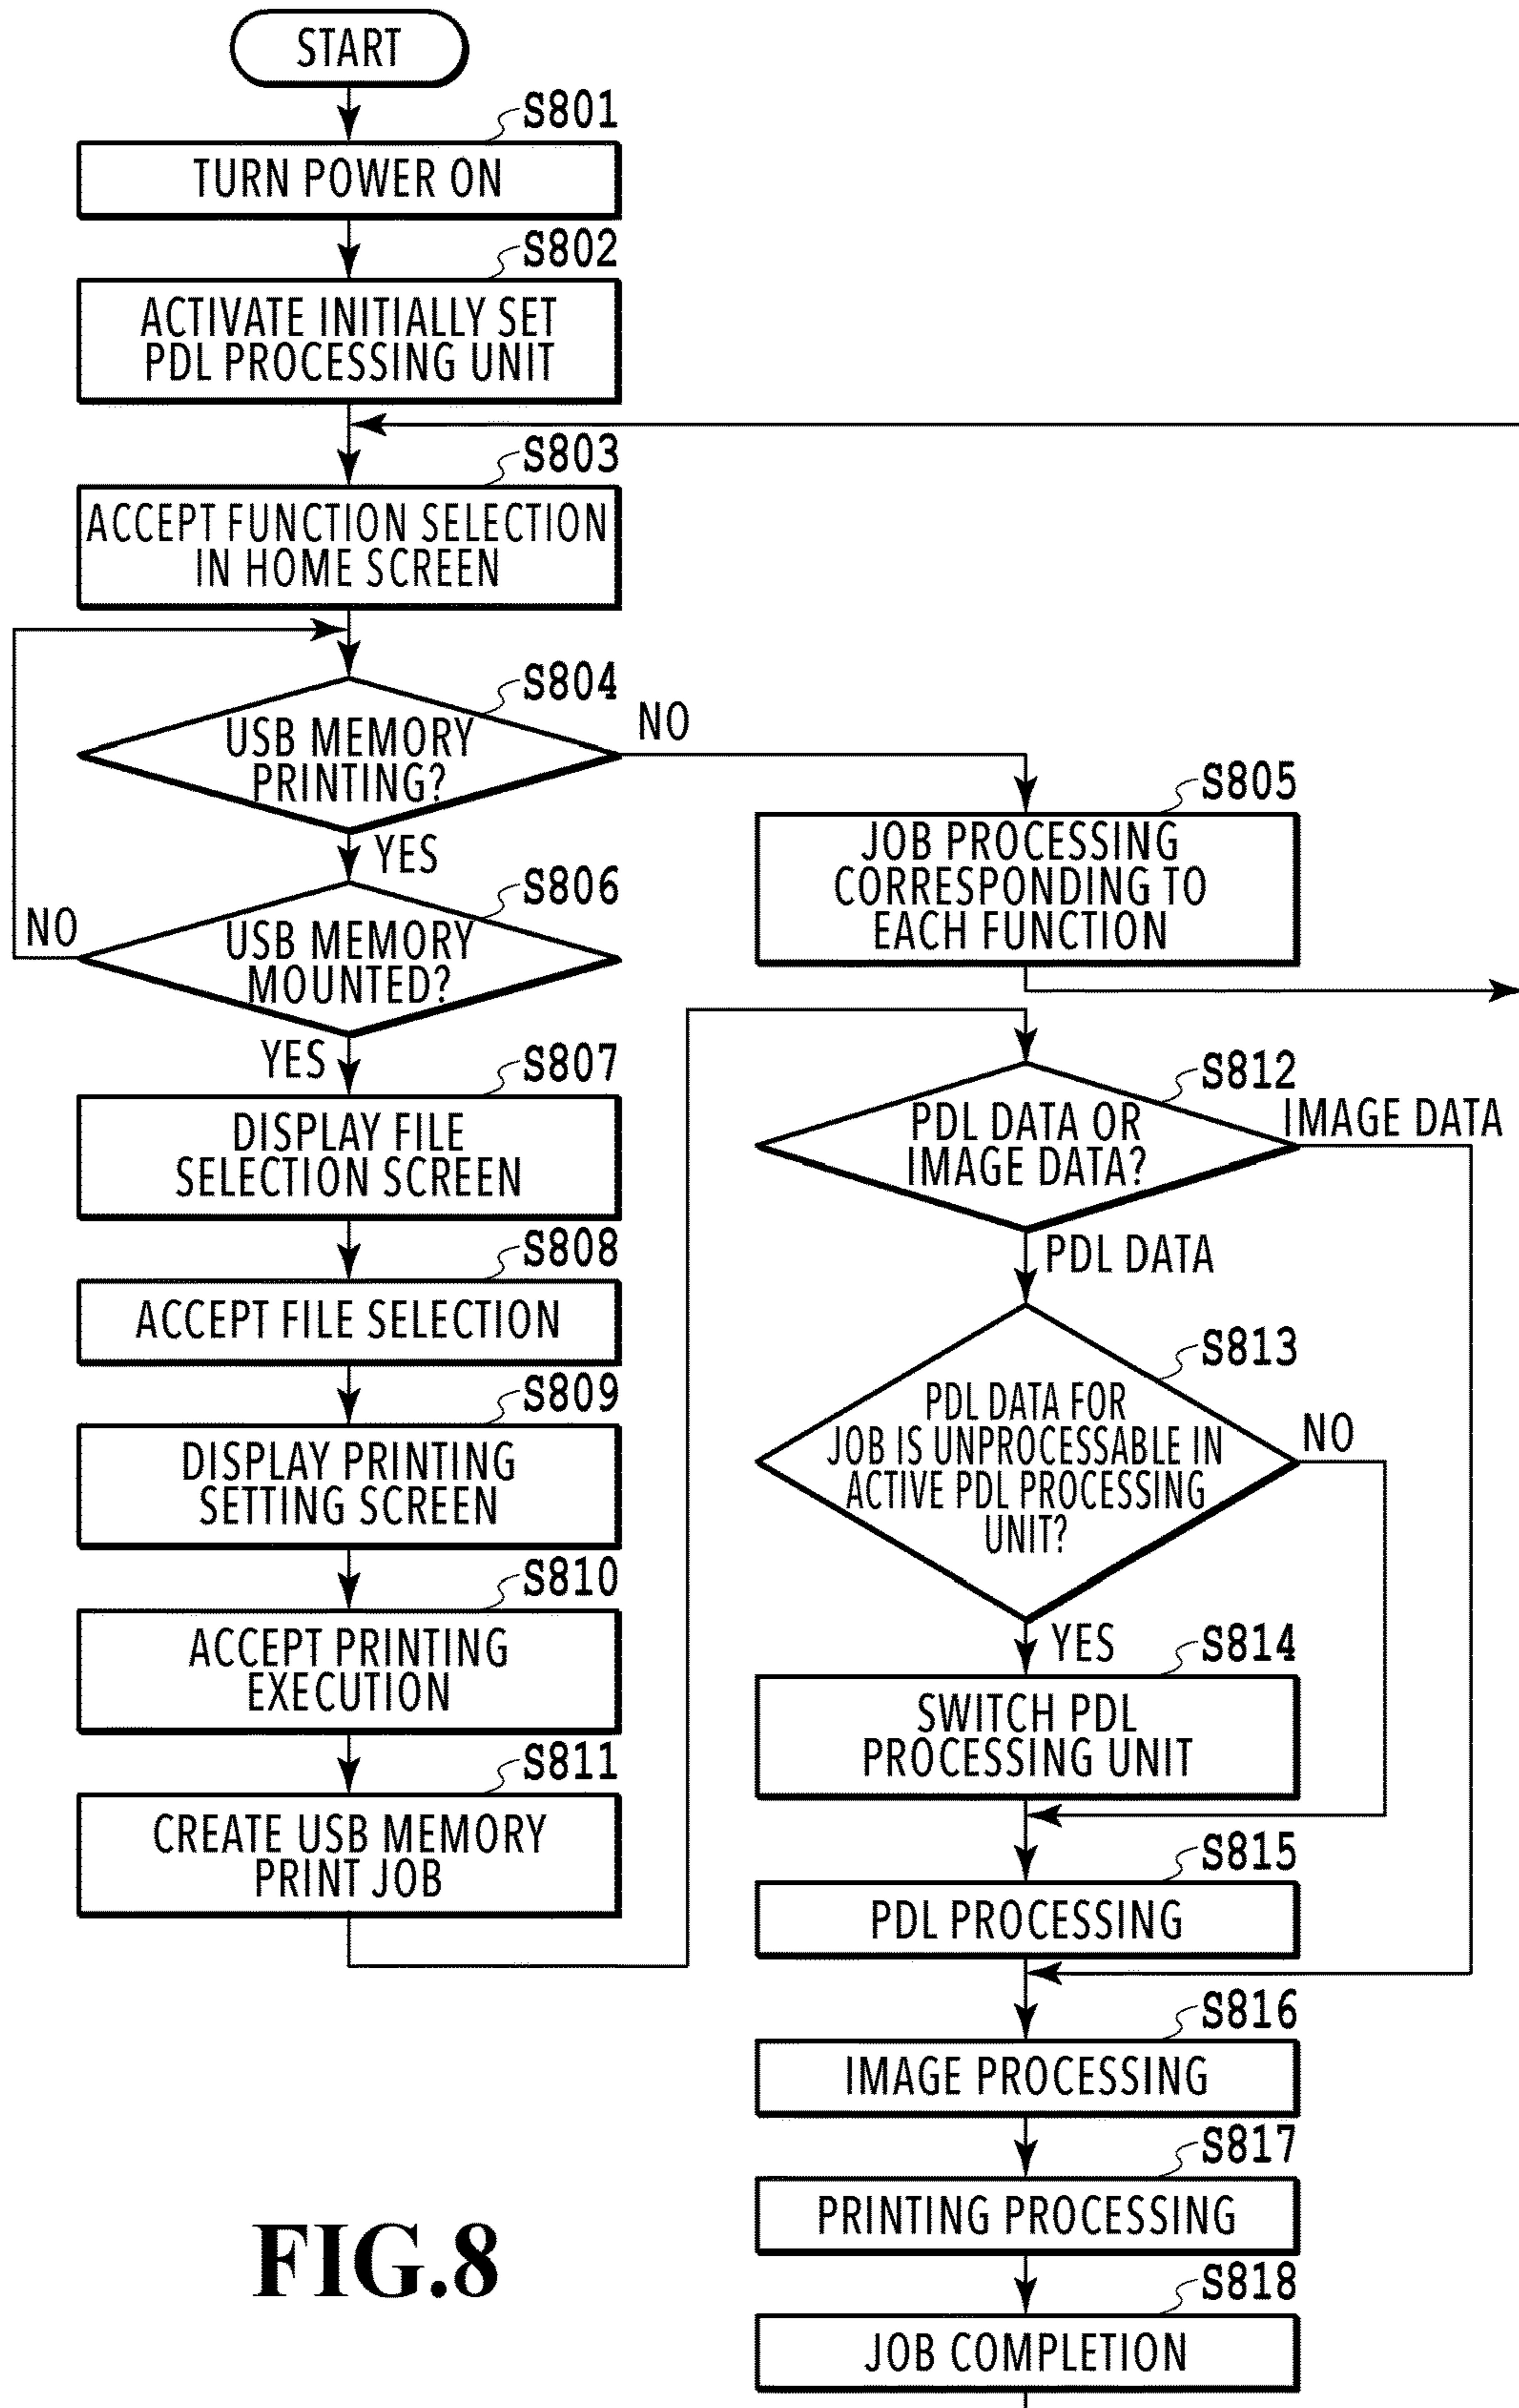 START
S801
TURN POWER ON
S802
ACTIVATE INITIALLY SET
PDL PROCESSING UNIT
S803
ACCEPT FUNCTION SELECTION
IN HOME SCREEN
S804
USB MEMORY
PRINTING?
NO
YES
S805
JOB PROCESSING
CORRESPONDING TO
EACH FUNCTION
S806
USB MEMORY
MOUNTED?
NO
YES
S807
DISPLAY FILE
SELECTION SCREEN
S808
ACCEPT FILE SELECTION
S809
DISPLAY PRINTING
SETTING SCREEN
S810
ACCEPT PRINTING
EXECUTION
S811
CREATE USB MEMORY
PRINT JOB
S812
PDL DATA OR
IMAGE DATA?
IMAGE DATA
PDL DATA
S813
PDL DATA FOR
JOB IS UNPROCESSABLE IN
ACTIVE PDL PROCESSING
UNIT?
NO
YES
S814
SWITCH PDL
PROCESSING UNIT
S815
PDL PROCESSING
S816
IMAGE PROCESSING
S817
PRINTING PROCESSING
S818
JOB COMPLETION
FIG.8